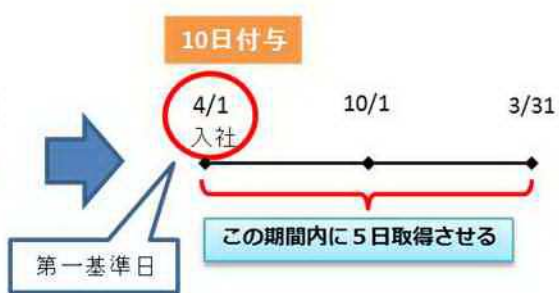 10日付与
4/1 10/1 3/31
入社
この期間内に５日取得させる
第一基準日